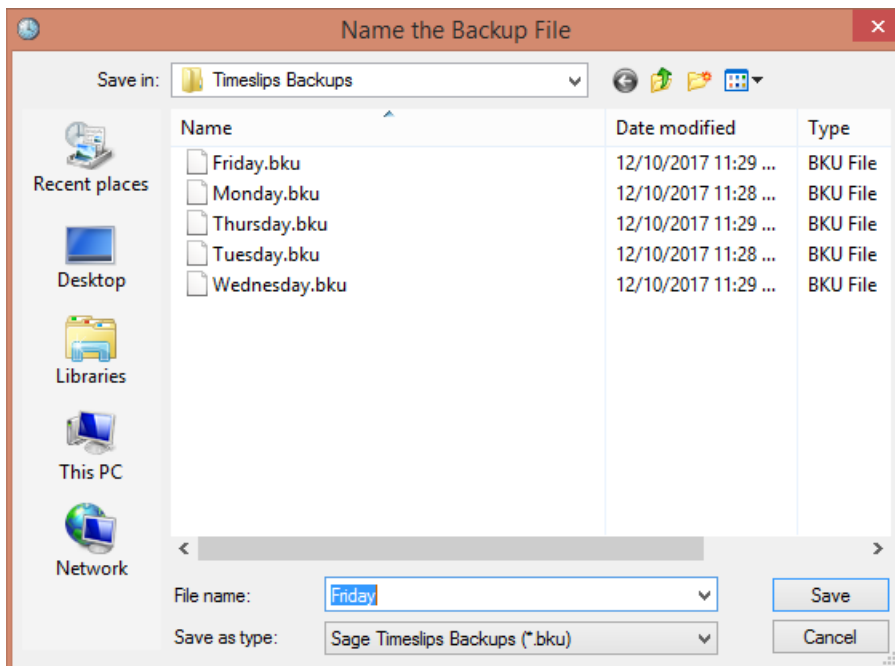 Name the Backup File
Save in: Timeslips Backups
Name Date modified Type
Friday.bku 12/10/2017 11:29 ... BKU File
Monday.bku 12/10/2017 11:28 ... BKU File
Thursday.bku 12/10/2017 11:29 ... BKU File
Tuesday.bku 12/10/2017 11:28 ... BKU File
Wednesday.bku 12/10/2017 11:29 ... BKU File
Recent places
Desktop
Libraries
This PC
Network
File name: Friday Save
Save as type: Sage Timeslips Backups (*.bku) Cancel